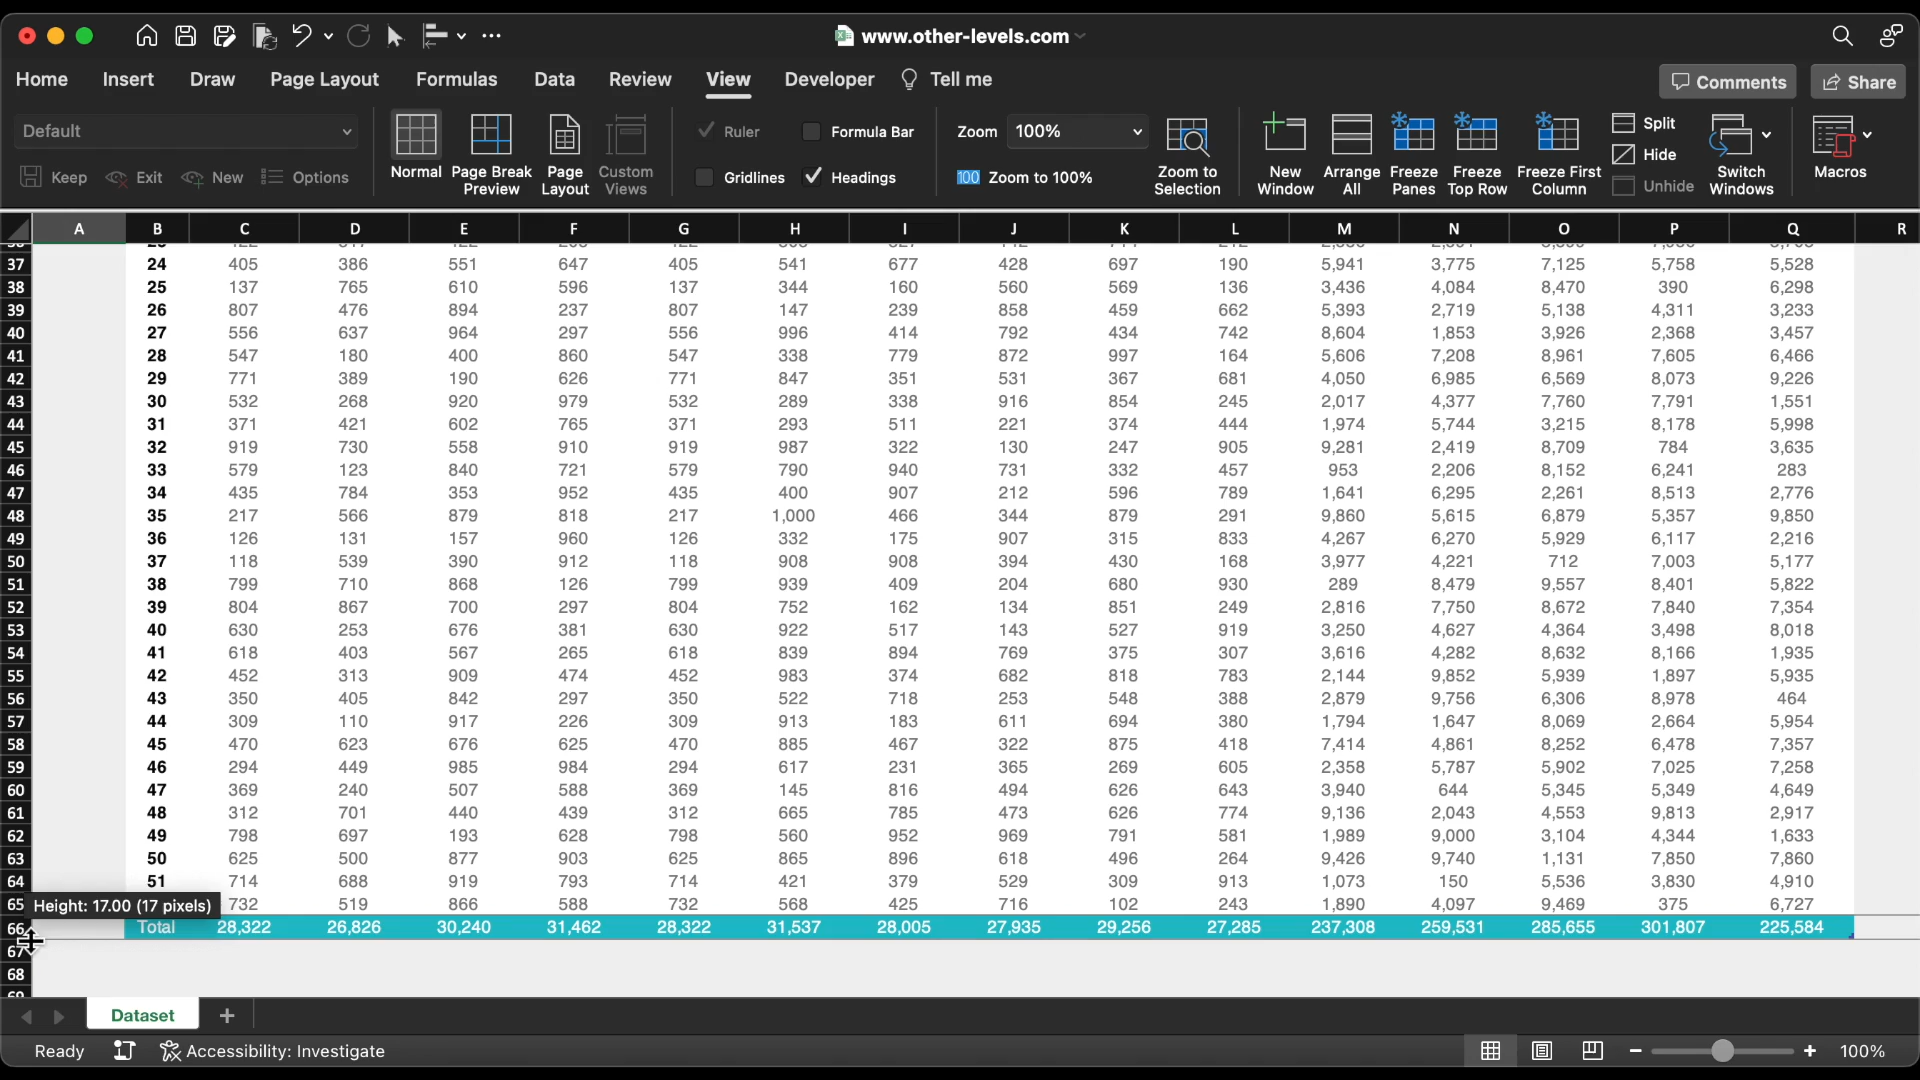 www.other-levels.com
Home Insert Draw Page Layout Formulas Data Review View Developer Tell me Comments Share
Default
Keep Exit New Options
Normal
Page Break Preview
Page Layout
Custom Views
Ruler Formula Bar
Gridlines Headings
Zoom 100%
100 Zoom to 100%
Zoom to Selection
New Window
Arrange All
Freeze Panes
Freeze Top Row
Freeze First Column
Split
Hide
Unhide
Switch Windows
Macros
A B C D E F G H I J K L M N O P Q R
37 24 405 386 551 647 405 541 677 428 697 190 5,941 3,775 7,125 5,758 5,528
38 25 137 765 610 596 137 344 160 560 569 136 3,436 4,084 8,470 390 6,298
39 26 807 476 894 237 807 147 239 858 459 662 5,393 2,719 5,138 4,311 3,233
40 27 556 637 964 297 556 996 414 792 434 742 8,604 1,853 3,926 2,368 3,457
41 28 547 180 400 860 547 338 779 872 997 164 5,606 7,208 8,961 7,605 6,466
42 29 771 389 190 626 771 847 351 531 367 681 4,050 6,985 6,569 8,073 9,226
43 30 532 268 920 979 532 289 338 916 854 245 2,017 4,377 7,760 7,791 1,551
44 31 371 421 602 765 371 293 511 221 374 444 1,974 5,744 3,215 8,178 5,998
45 32 919 730 558 910 919 987 322 130 247 905 9,281 2,419 8,709 784 3,635
46 33 579 123 840 721 579 790 940 731 332 457 953 2,206 8,152 6,241 283
47 34 435 784 353 952 435 400 907 212 596 789 1,641 6,295 2,261 8,513 2,776
48 35 217 566 879 818 217 1,000 466 344 879 291 9,860 5,615 6,879 5,357 9,850
49 36 126 131 157 960 126 332 175 907 315 833 4,267 6,270 5,929 6,117 2,216
50 37 118 539 390 912 118 908 908 394 430 168 3,977 4,221 712 7,003 5,177
51 38 799 710 868 126 799 939 409 204 680 930 289 8,479 9,557 8,401 5,822
52 39 804 867 700 297 804 752 162 134 851 249 2,816 7,750 8,672 7,840 7,354
53 40 630 253 676 381 630 922 517 143 527 919 3,250 4,627 4,364 3,498 8,018
54 41 618 403 567 265 618 839 894 769 375 307 3,616 4,282 8,632 8,166 1,935
55 42 452 313 909 474 452 983 374 682 818 783 2,144 9,852 5,939 1,897 5,935
56 43 350 405 842 297 350 522 718 253 548 388 2,879 9,756 6,306 8,978 464
57 44 309 110 917 226 309 913 183 611 694 380 1,794 1,647 8,069 2,664 5,954
58 45 470 623 676 625 470 885 467 322 875 418 7,414 4,861 8,252 6,478 7,357
59 46 294 449 985 984 294 617 231 365 269 605 2,358 5,787 5,902 7,025 7,258
60 47 369 240 507 588 369 145 816 494 626 643 3,940 644 5,345 5,349 4,649
61 48 312 701 440 439 312 665 785 473 626 774 9,136 2,043 4,553 9,813 2,917
62 49 798 697 193 628 798 560 952 969 791 581 1,989 9,000 3,104 4,344 1,633
63 50 625 500 877 903 625 865 896 618 496 264 9,426 9,740 1,131 7,850 7,860
64 51 714 688 919 793 714 421 379 529 309 913 1,073 150 5,536 3,830 4,910
65 Height: 17.00 (17 pixels) 732 519 866 588 732 568 425 716 102 243 1,890 4,097 9,469 375 6,727
66 Total 28,322 26,826 30,240 31,462 28,322 31,537 28,005 27,935 29,256 27,285 237,308 259,531 285,655 301,807 225,584
67
68
Dataset
Ready Accessibility: Investigate 100%